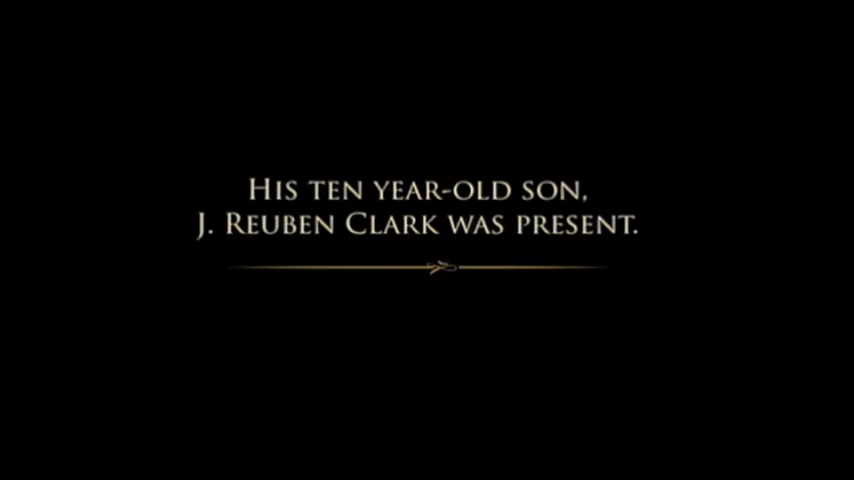 His ten year-old son,
J. Reuben Clark was present.